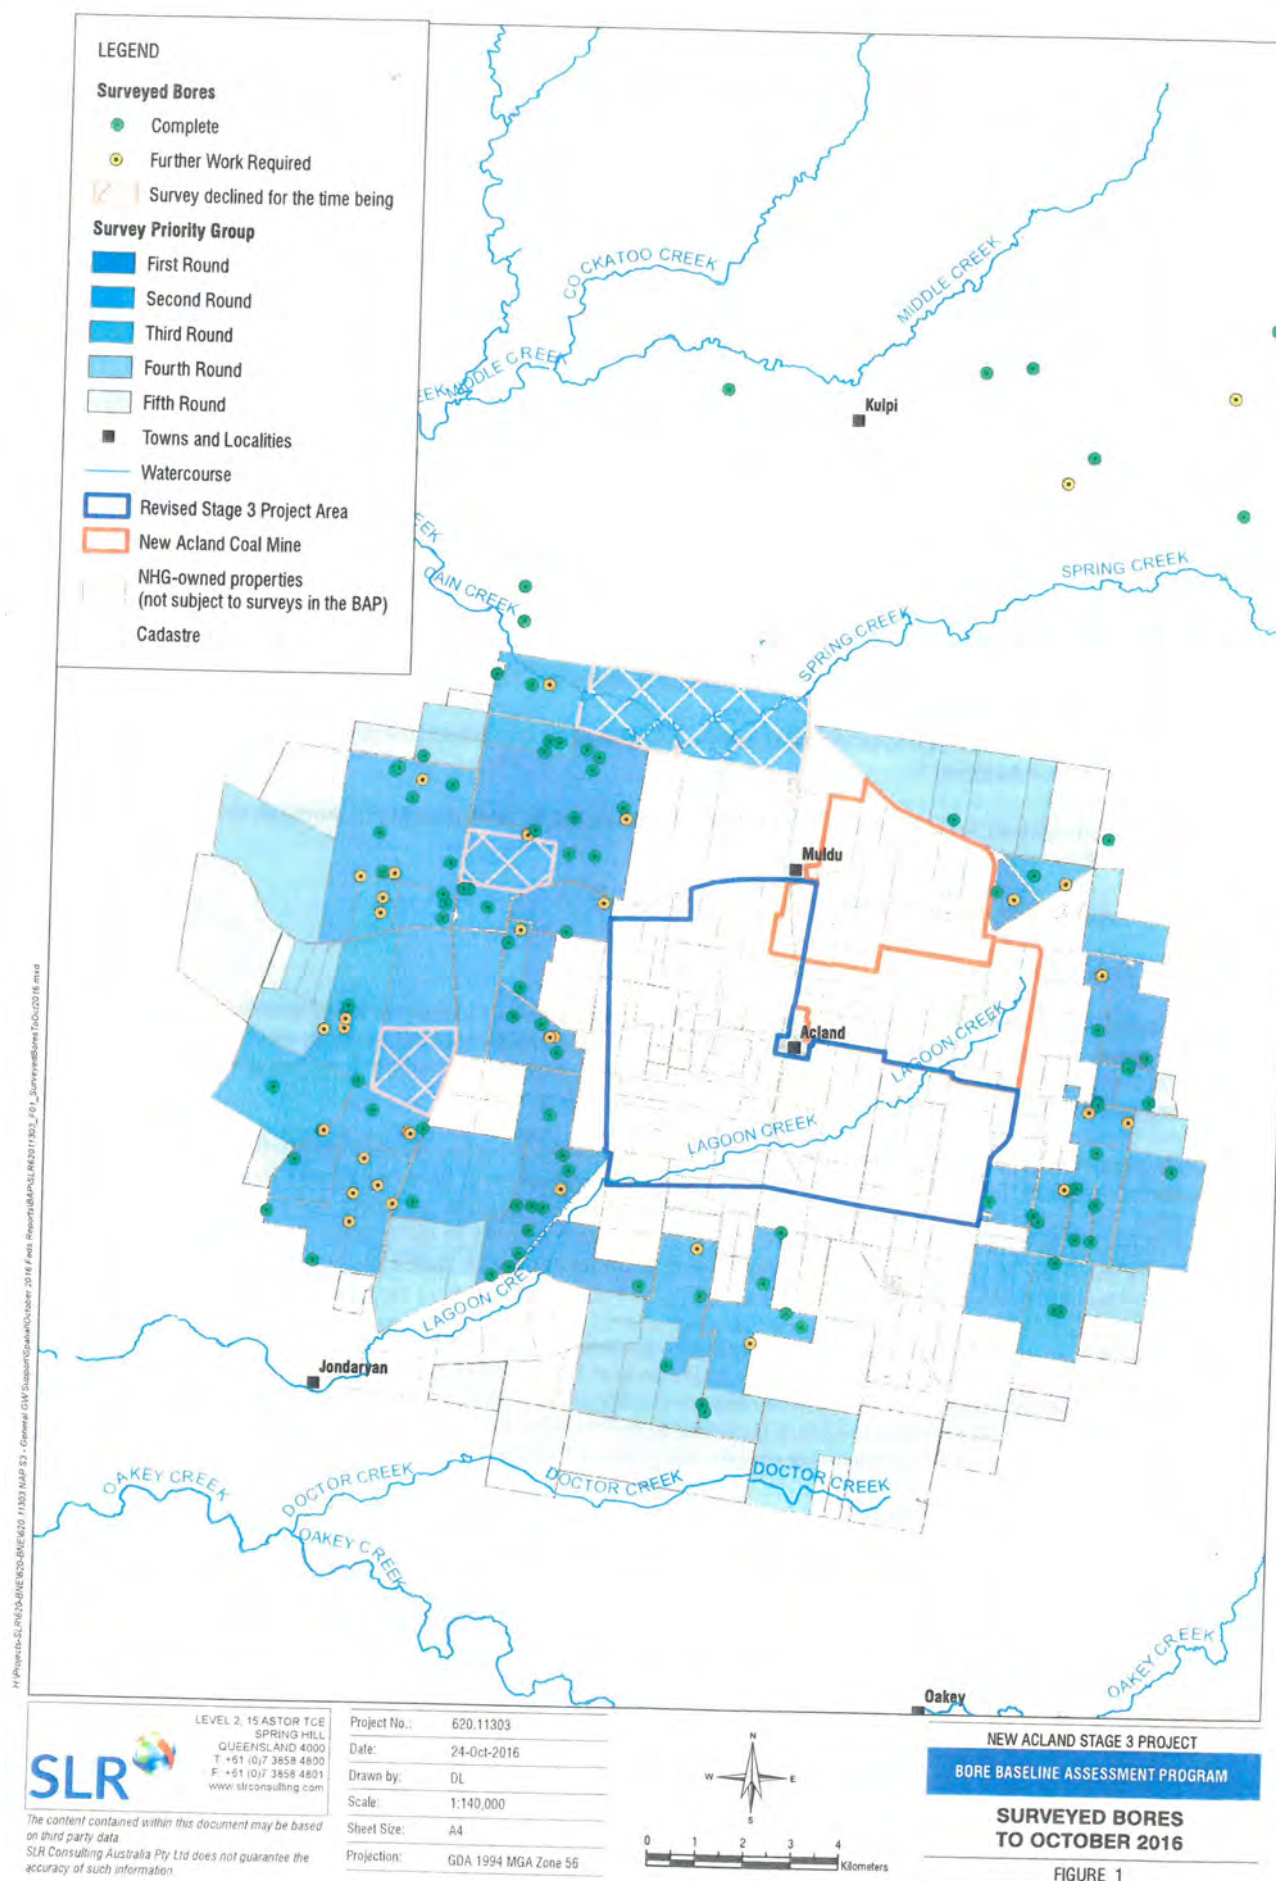 LEGEND
Surveyed Bores
Complete
Further Work Required
Survey declined for the time being
Survey Priority Group
First Round
Second Round
Third Round
Fourth Round
Fifth Round
Towns and Localities
Watercourse
Revised Stage 3 Project Area
New Acland Coal Mine
NHG-owned properties
(not subject to surveys in the BAP)
Cadastre
COCKATOO CREEK
MIDDLE CREEK
EEK
MIDDLE CREEK
Kulpi
EEK
CAIN CREEK
SPRING CREEK
SPRING CREEK
Muldu
Acland
LAGOON CREEK
LAGOON CREEK
LAGOON CREE
Jondaryan
OAKEY CREEK
DOCTOR CREEK
DOCTOR CREEK
DOCTOR CREEK
OAKEY CREEK
OAKEY CREEK
Oakey
SLR
LEVEL 2, 15 ASTOR TCE
SPRING HILL
QUEENSLAND 4000
T: +61 (0)7 3858 4800
F: +61 (0)7 3858 4801
www.slrconsulting.com
The content contained within this document may be based
on third party data.
SLR Consulting Australia Pty Ltd does not guarantee the
accuracy of such information.
Project No.: 620.11303
Date: 24-Oct-2016
Drawn by: DL
Scale: 1:140,000
Sheet Size: A4
Projection: GDA 1994 MGA Zone 56
N
W E
S
0 1 2 3 4
Kilometers
NEW ACLAND STAGE 3 PROJECT
BORE BASELINE ASSESSMENT PROGRAM
SURVEYED BORES
TO OCTOBER 2016
FIGURE 1